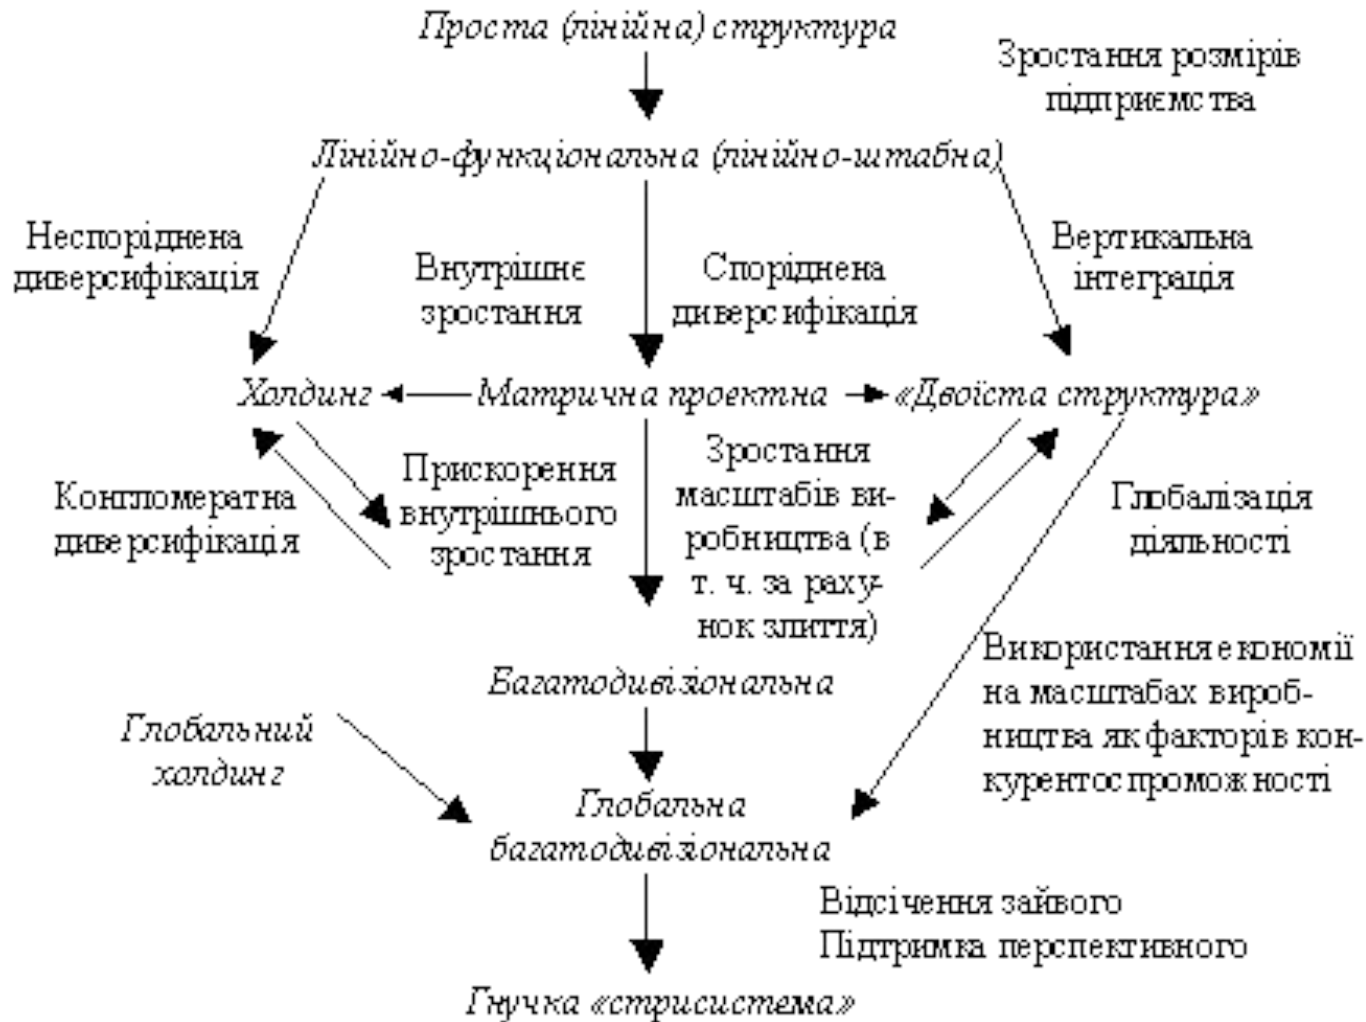 Проста (лінійна) структура
Зростання розмірів
підприємства
Лінійно-функціональна (лінійно-штабна)
Неспоріднена
диверсифікація
Внутрішнє
зростання
Споріднена
диверсифікація
Вертикальна
інтеграція
Холдинг
Матрична проектна
«Двоїста структура»
Конгломератна
диверсифікація
Прискорення
внутрішнього
зростання
Зростання
масштабів ви-
робництва (в
т. ч. за раху-
нок злиття)
Глобалізація
діяльності
Використання економії
на масштабах вироб-
ництва як факторів кон-
курентоспроможності
Багатодивізіональна
Глобальний
холдинг
Глобальна
багатодивізіональна
Відсічення зайвого
Підтримка перспективного
Гнучка «стрисистема»